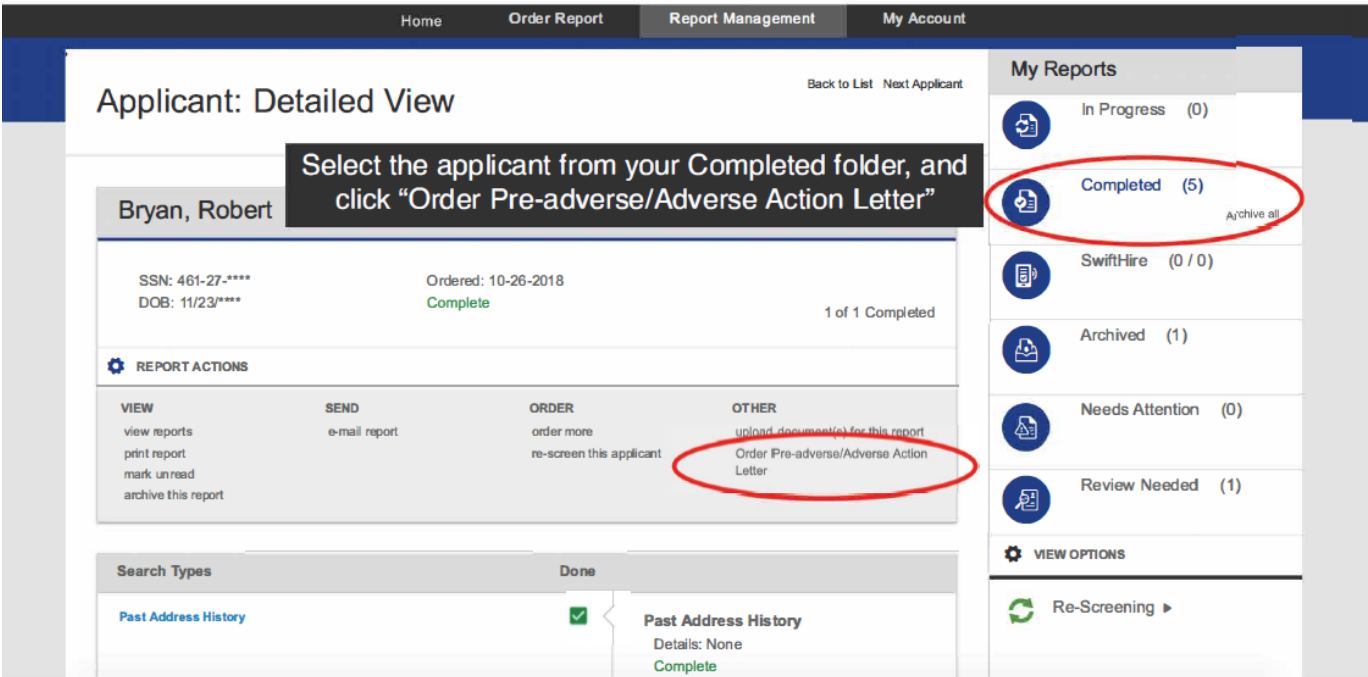 Home Order Report Report Management My Account
Applicant: Detailed View
Back to List Next Applicant
Select the applicant from your Completed folder, and
click “Order Pre-adverse/Adverse Action Letter”
Bryan, Robert
SSN: 461-27-****
DOB: 11/23/****
Ordered: 10-26-2018
Complete
1 of 1 Completed
REPORT ACTIONS
VIEW
view reports
print report
mark unread
archive this report
SEND
e-mail report
ORDER
order more
re-screen this applicant
OTHER
upload document(s) for this report
Order Pre-adverse/Adverse Action
Letter
Search Types Done
Past Address History
Past Address History
Details: None
Complete
My Reports
In Progress (0)
Completed (5)
Archive all
SwiftHire (0 / 0)
Archived (1)
Needs Attention (0)
Review Needed (1)
VIEW OPTIONS
Re-Screening